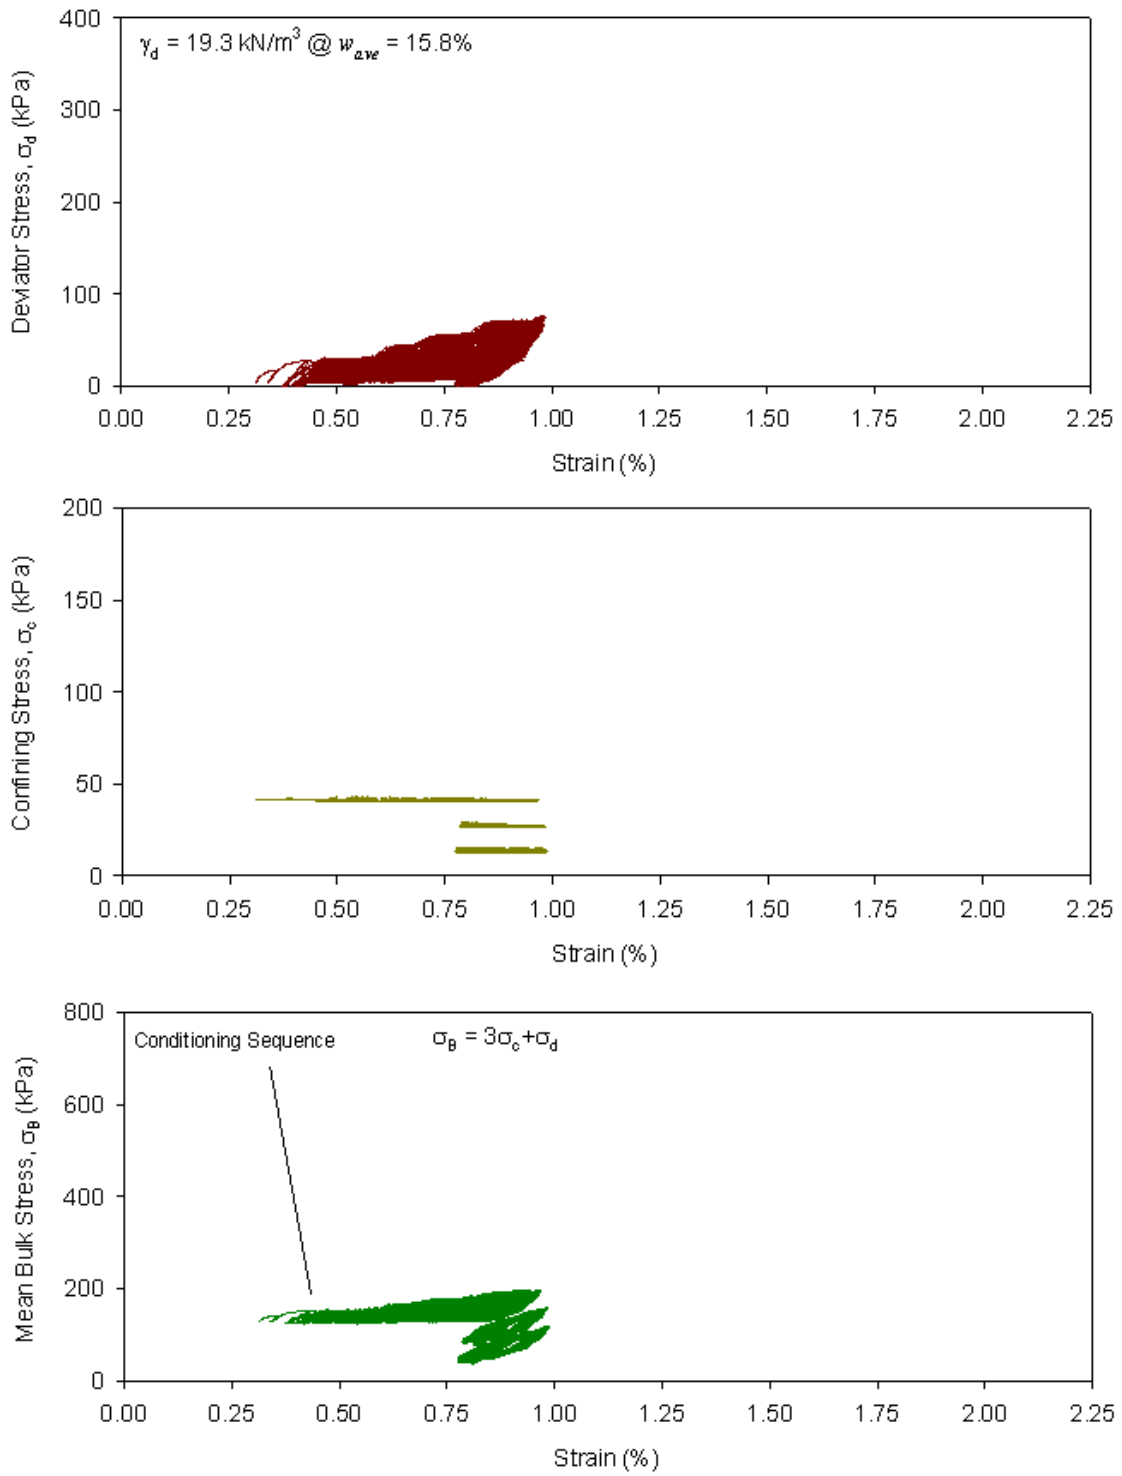 400
γd = 19.3 kN/m³ @ wave = 15.8%
300
200
100
0
Deviator Stress, σd (kPa)
0.00 0.25 0.50 0.75 1.00 1.25 1.50 1.75 2.00 2.25
Strain (%)
200
150
100
50
0
Confining Stress, σc (kPa)
0.00 0.25 0.50 0.75 1.00 1.25 1.50 1.75 2.00 2.25
Strain (%)
800
Conditioning Sequence
σB = 3σc+σd
600
400
200
0
Mean Bulk Stress, σB (kPa)
0.00 0.25 0.50 0.75 1.00 1.25 1.50 1.75 2.00 2.25
Strain (%)